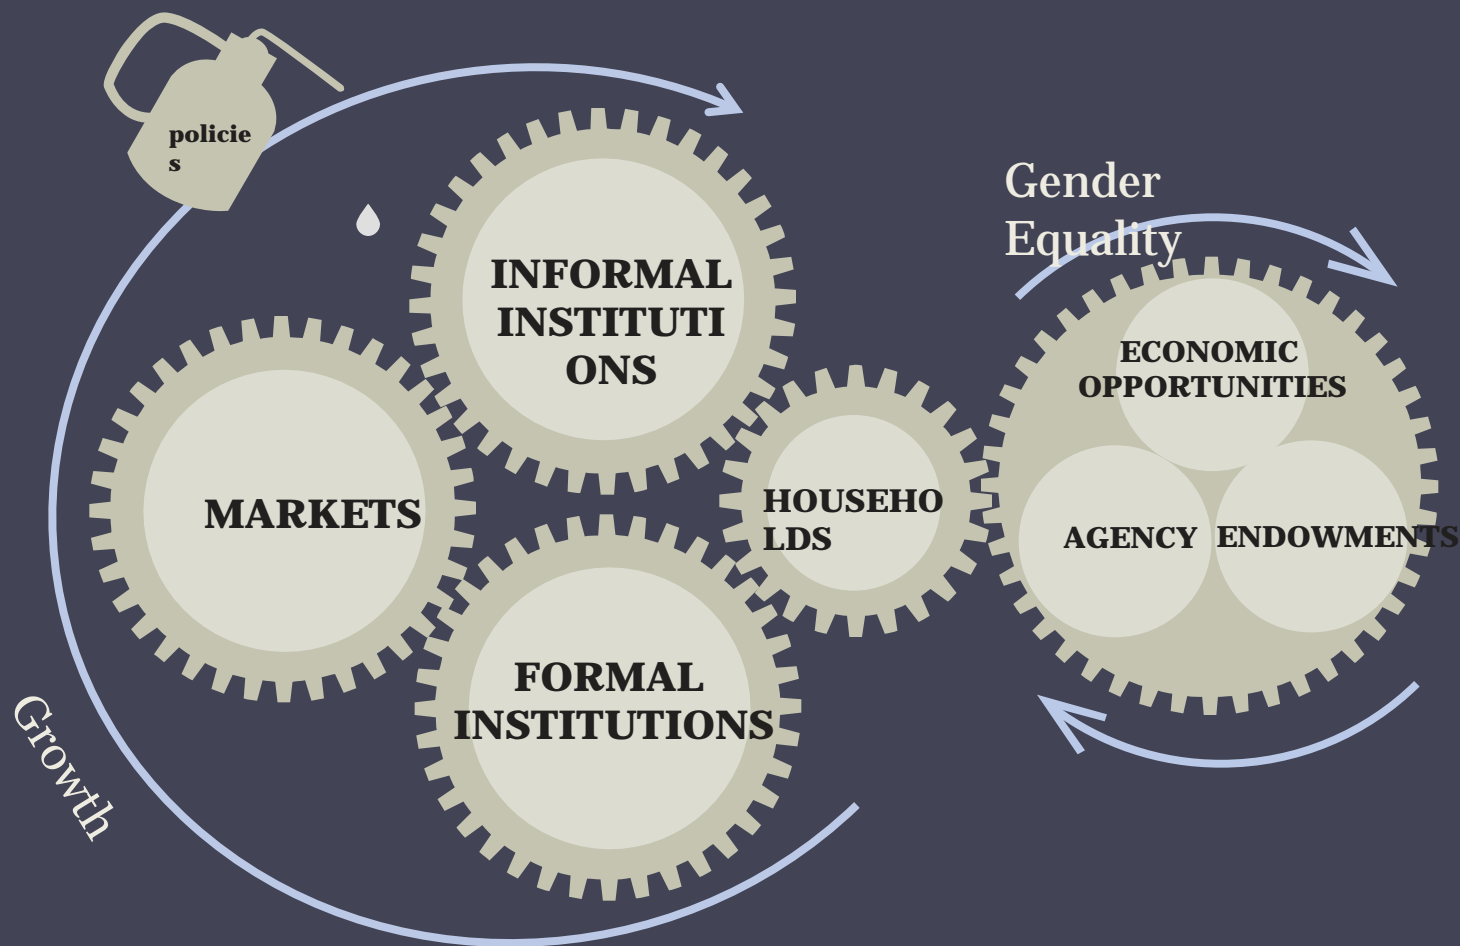 policie
s
Gender
Equality
INFORMAL
INSTITUTI
ONS
ECONOMIC
OPPORTUNITIES
MARKETS
HOUSEHO
LDS
AGENCY
ENDOWMENTS
FORMAL
INSTITUTIONS
Growth